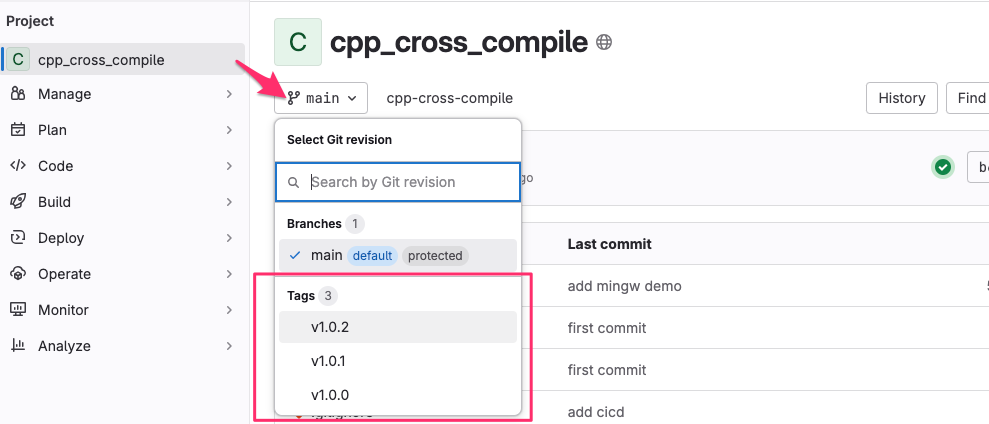 Project
C cpp_cross_compile
Manage
Plan
Code
Build
Deploy
Operate
Monitor
Analyze
C cpp_cross_compile
main cpp-cross-compile
History
Find
Select Git revision
Search by Git revision
go
Branches 1
main default protected
Tags 3
v1.0.2
v1.0.1
v1.0.0
Last commit
add mingw demo
first commit
first commit
add cicd